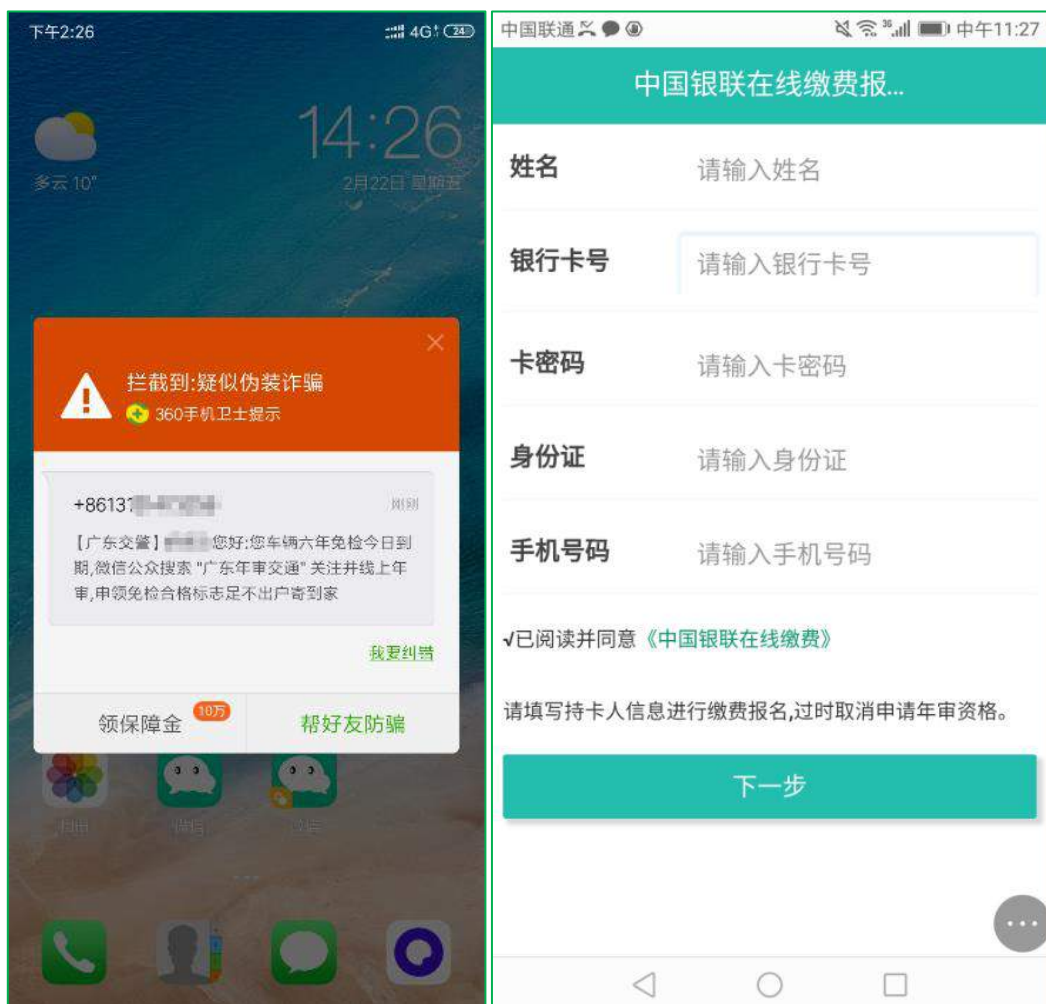 下午2:26
4G
24
14:26
多云 10°
2月22日 星期五
拦截到:疑似伪装诈骗
360手机卫士提示
+86131
刚刚
【广东交警】 您好:您车辆六年免检今日到
期,微信公众搜索 "广东年审交通" 关注并线上年
审,申领免检合格标志足不出户寄到家
我要纠错
领保障金
10万
帮好友防骗
相册
微信
微信
中国联通
36
中午11:27
中国银联在线缴费报...
姓名
请输入姓名
银行卡号
请输入银行卡号
卡密码
请输入卡密码
身份证
请输入身份证
手机号码
请输入手机号码
√已阅读并同意《中国银联在线缴费》
请填写持卡人信息进行缴费报名,过时取消申请年审资格。
下一步